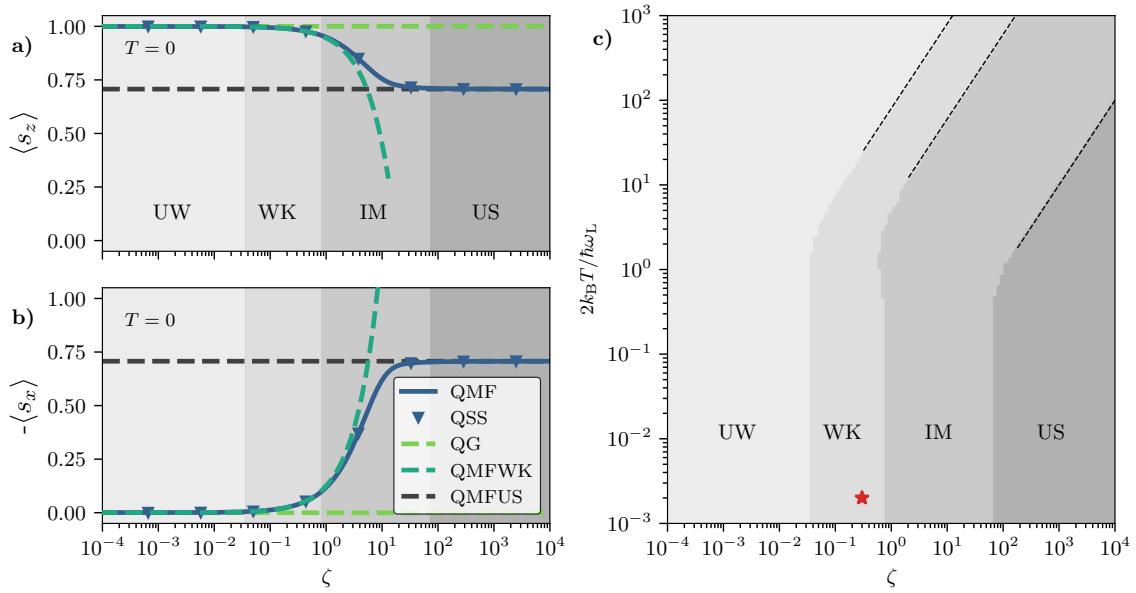 a)
T = 0
⟨s_z⟩
1.00
0.75
0.50
0.25
0.00
UW WK IM US
b)
T = 0
-⟨s_x⟩
1.00
0.75
0.50
0.25
0.00
QMF
QSS
QG
QMFWK
QMFUS
10^{-4} 10^{-3} 10^{-2} 10^{-1} 10^{0} 10^{1} 10^{2} 10^{3} 10^{4}
ζ
c)
2k_BT/ℏω_L
10^{3}
10^{2}
10^{1}
10^{0}
10^{-1}
10^{-2}
10^{-3}
UW WK IM US
10^{-4} 10^{-3} 10^{-2} 10^{-1} 10^{0} 10^{1} 10^{2} 10^{3} 10^{4}
ζ